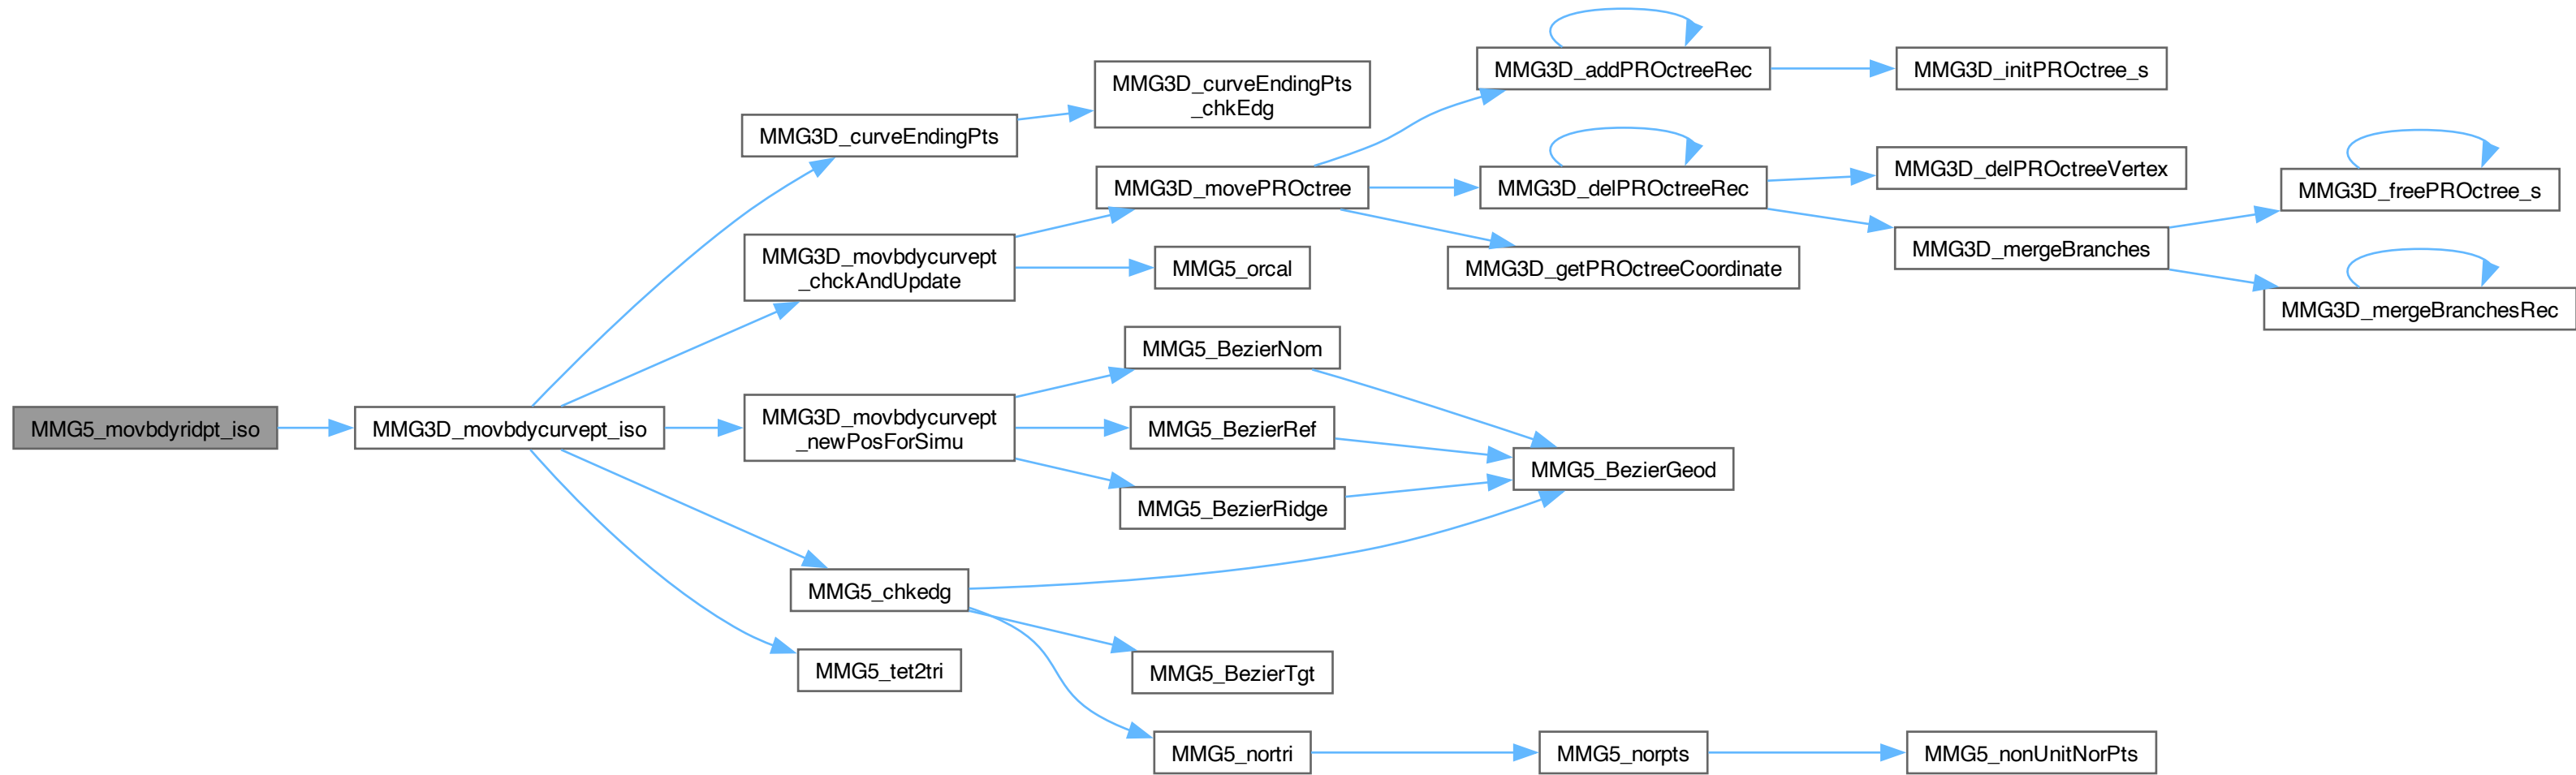 MMG5_movbdyridpt_iso
MMG3D_movbdycurvept_iso
MMG3D_curveEndingPts
MMG3D_curveEndingPts
_chkEdg
MMG3D_movbdycurvept
_chckAndUpdate
MMG3D_movePROctree
MMG3D_addPROctreeRec
MMG3D_initPROctree_s
MMG3D_delPROctreeRec
MMG3D_delPROctreeVertex
MMG3D_mergeBranches
MMG3D_freePROctree_s
MMG3D_mergeBranchesRec
MMG3D_getPROctreeCoordinate
MMG5_orcal
MMG3D_movbdycurvept
_newPosForSimu
MMG5_BezierNom
MMG5_BezierRef
MMG5_BezierRidge
MMG5_BezierGeod
MMG5_chkedg
MMG5_BezierTgt
MMG5_nortri
MMG5_norpts
MMG5_nonUnitNorPts
MMG5_tet2tri